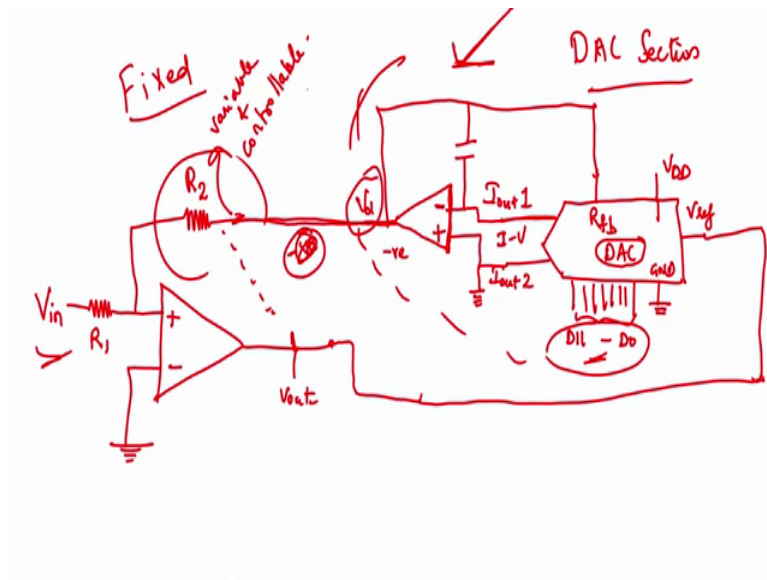 Fixed
variable
&
controllable.
DAC Section
R2
Vd
-
+
Iout1
I-V
Iout2
-ve
Rfb
DAC
VDD
Vref
GND
D11 - D0
Vin
R1
+
-
Vout